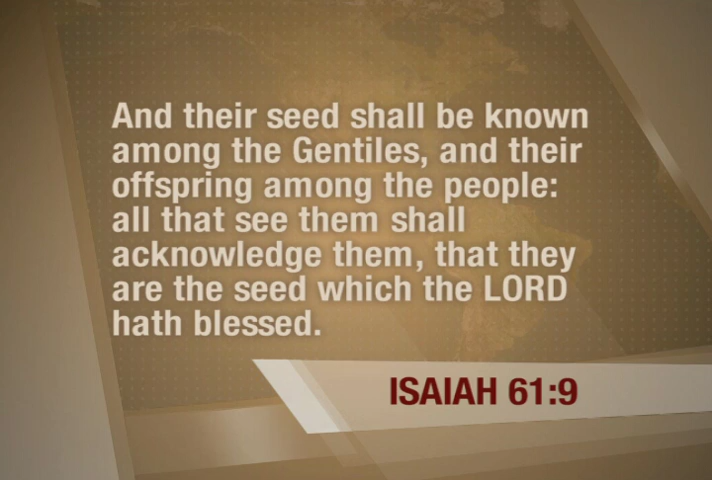 And their seed shall be known
among the Gentiles, and their
offspring among the people:
all that see them shall
acknowledge them, that they
are the seed which the LORD
hath blessed.
ISAIAH 61:9